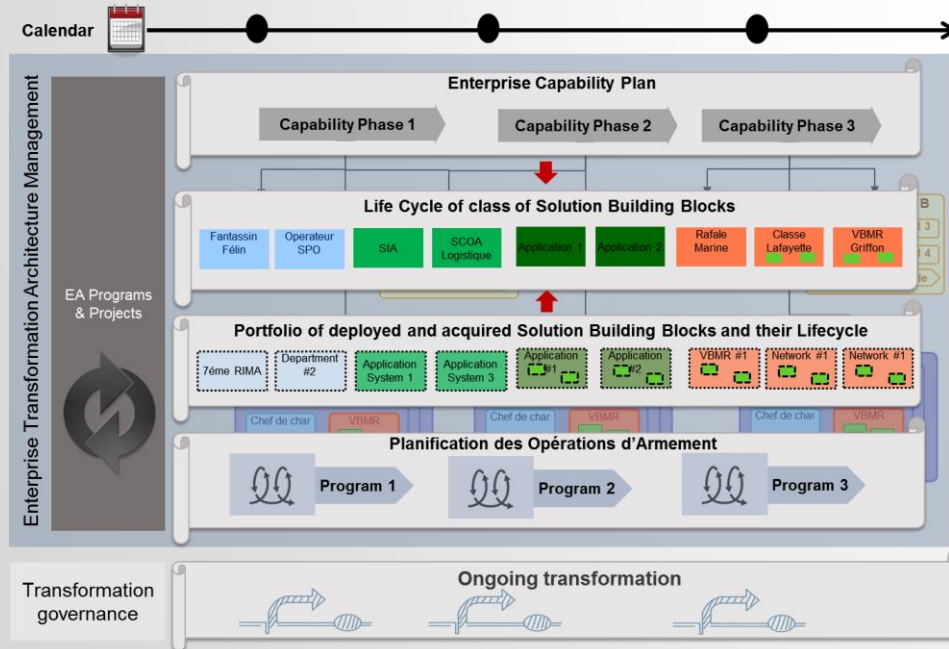 Calendar
Enterprise Transformation Architecture Management
EA Programs
& Projects
Enterprise Capability Plan
Capability Phase 1
Capability Phase 2
Capability Phase 3
Life Cycle of class of Solution Building Blocks
Fantassin
Félin
Operateur
SPO
SIA
SCOA
Logistique
Application 1
Application 2
Rafale
Marine
Classe
Lafayette
VBMR
Griffon
B
3
4
le
Portfolio of deployed and acquired Solution Building Blocks and their Lifecycle
7éme RIMA
Department
#2
Application
System 1
Application
System 3
Application
#1
Application
#2
VBMR #1
Network #1
Network #1
Chef de char
VBMR
Chef de char
VBMR
Chef de char
VBMR
Planification des Opérations d'Armement
Program 1
Program 2
Program 3
Transformation
governance
Ongoing transformation